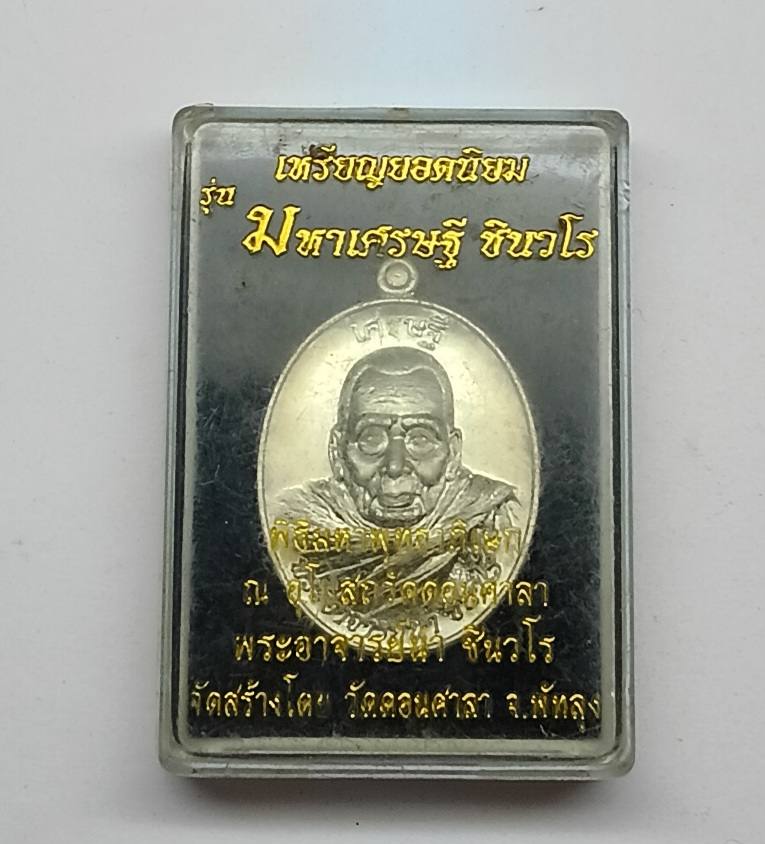 เหรียญยอดนิยม
รุ่น
มหาเศรษฐี ชินวโร
เศรษฐี
พิธีมหาพุทธาภิเษก
ณ อุโบสถวัดดอนศาลา
พระอาจารย์นำ ชินวโร
จัดสร้างโดย วัดดอนศาลา จ.พัทลุง